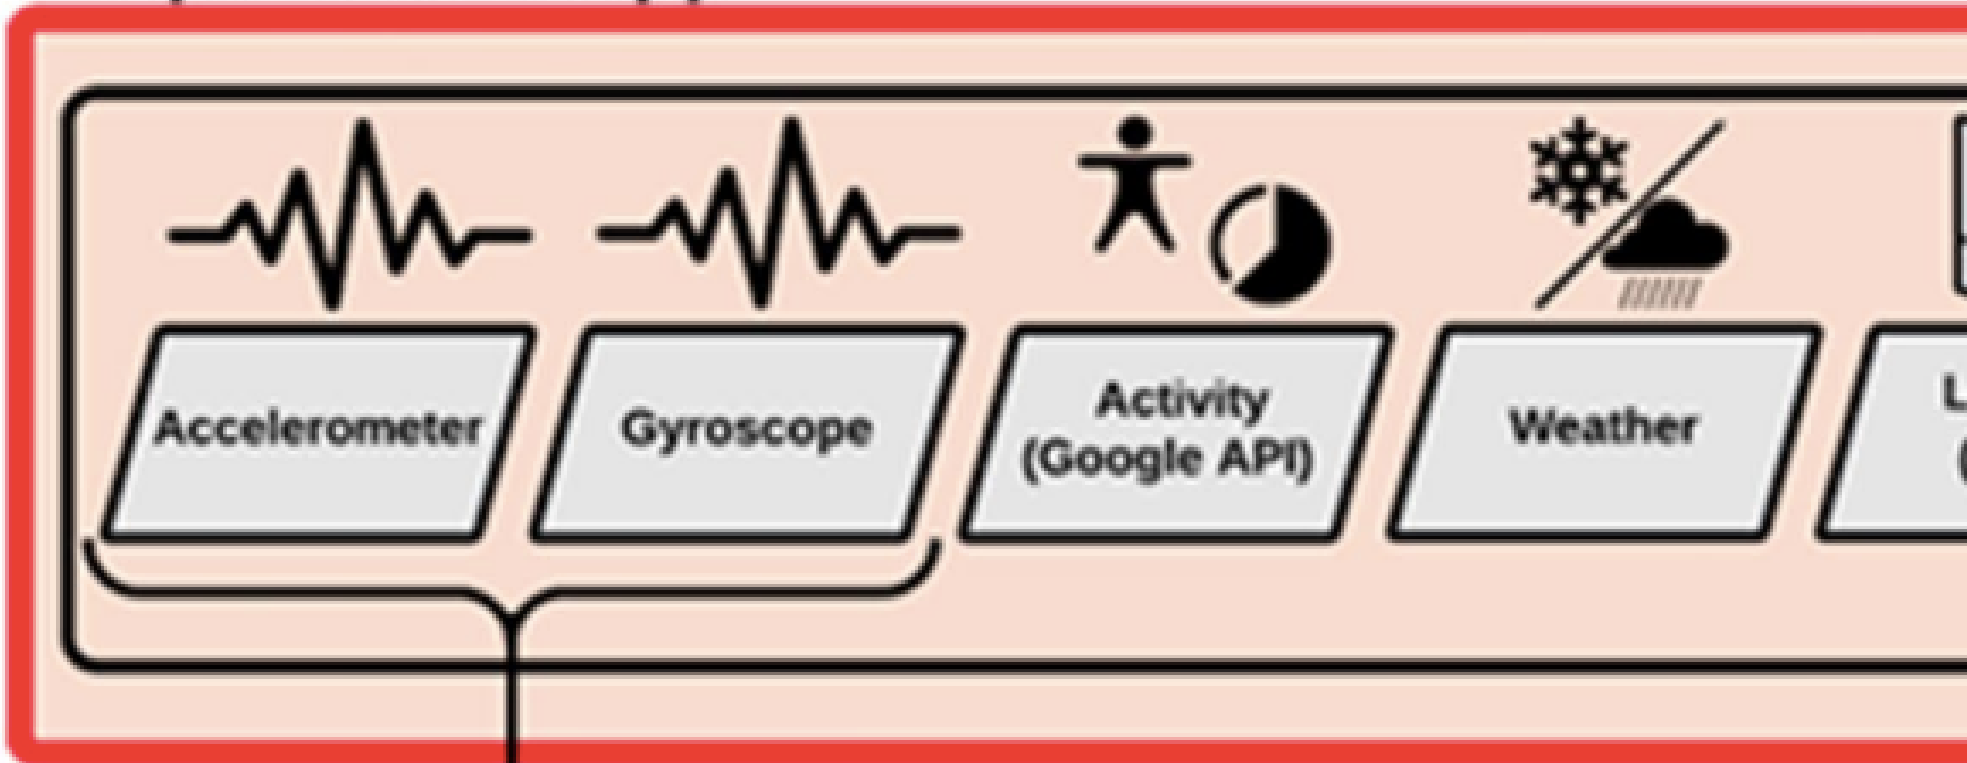 Accelerometer
Gyroscope
Activity
(Google API)
Weather